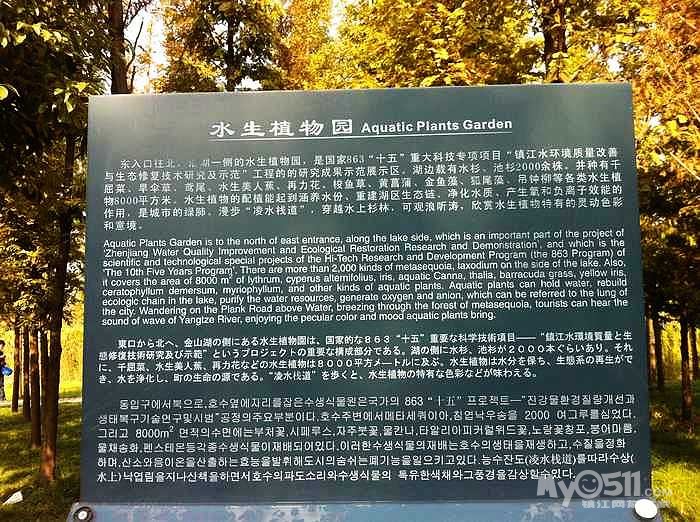 水生植物园 Aquatic Plants Garden
东入口往北，湖一侧的水生植物园，是国家863“十五”重大科技专项项目“镇江水环境质量改善
与生态修复技术研究及示范”工程的的研究成果示范展示区。湖边栽有水杉、池杉2000余株，并种有千
屈菜、旱伞草、鸢尾、水生美人蕉、再力花、梭鱼草、黄菖蒲、金鱼藻、狐尾藻、吊钟柳等各类水生植
物8000平方米。水生植物的配植能起到涵养水份、重建湖区生态链、净化水质、产生氧和负离子效能的
作用，是城市的绿肺。漫步“凌水栈道”，穿越水上杉林，可观浪听涛，欣赏水生植物特有的灵动色彩
和意境。
Aquatic Plants Garden is to the north of east entrance, along the lake side, which is an important part of the project of
'Zhenjiang Water Quality Improvement and Ecological Restoration Research and Demonstration', and which is the
scientific and technological special projects of the Hi-Tech Research and Development Program (the 863 Program) of
'The 10th Five Years Program'. There are more than 2,000 kinds of metasequoia, taxodium on the side of the lake. Also,
it covers the area of 8000 ㎡ of lythrum, cyperus alternifolius, iris, aquatic Canna, thalia, barracuda grass, yellow iris,
ceratophyllum demersum, myriophyllum, and other kinds of aquatic plants. Aquatic plants can hold water, rebuild
ecologic chain in the lake, purify the water resources, generate oxygen and anion, which can be referred to the lung of
the city. Wandering on the Plank Road above Water, breezing through the forest of metasequoia, tourists can hear the
sound of wave of Yangtze River, enjoying the peculiar color and mood aquatic plants bring.
東口から北へ、金山湖の側にある水生植物園は、国家的な863“十五”重要な科学技術項目――“鎮江水環境質量と生
態修復技術研究及び示範”というプロジェクトの重要な構成部分である。湖の側に水杉、池杉が2000本ぐらいあり。それ
に、千屈菜、水生美人蕉、再力花などの水生植物は8000平方メートルに及ぶ。水生植物は水分を保ち、生態系の再生ができ
、水を浄化し、町の生命の源である。“凌水栈道”を歩くと、水生植物の特有な色彩などが味わえる。
동입구에서북으로,호수옆에자리를잡은수생식물원은국가의 863 “十五” 프로젝트—“진강물환경질량개선과
생태복구기술연구및시범”공정의주요부분이다.호수주변에서메타세쿼이아,침엽낙우송을 2000 여그루를심었다.
그리고 8000m² 면적의수면에는부처꽃,시페루스,자주붓꽃,물칸나,타알리아피커럴위드꽃,노랑꽃창포,붕어마름,
물채송화,펜스테몬등각종수생식물이재배되어있다.이러한수생식물의재배는호수의생태를재생하고,수질을정화
하며,산소와음이온을산출하는효능을발휘해도시의숨쉬는폐기능을일으키고있다.능수잔도(凌水栈道)를따라수상(
水上)낙엽림을지나산책을하면서호수의파도소리와수생식물의 독유한색채와그풍경을감상할수있다.
My0511.COM
镇江网友之家